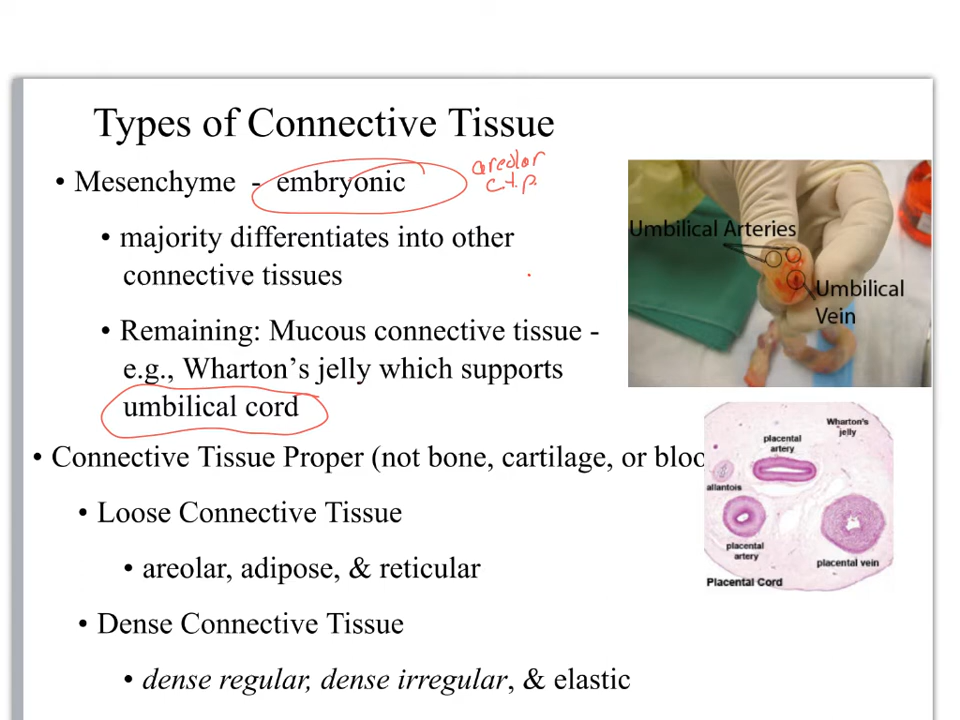 Types of Connective Tissue
• Mesenchyme - embryonic
areolar
c.t.p.
• majority differentiates into other
connective tissues
• Remaining: Mucous connective tissue -
e.g., Wharton's jelly which supports
umbilical cord
• Connective Tissue Proper (not bone, cartilage, or bloo
• Loose Connective Tissue
• areolar, adipose, & reticular
• Dense Connective Tissue
• dense regular, dense irregular, & elastic
Umbilical Arteries
Umbilical
Vein
Wharton's
jelly
placental
artery
allantois
placental
artery
placental vein
Placental Cord